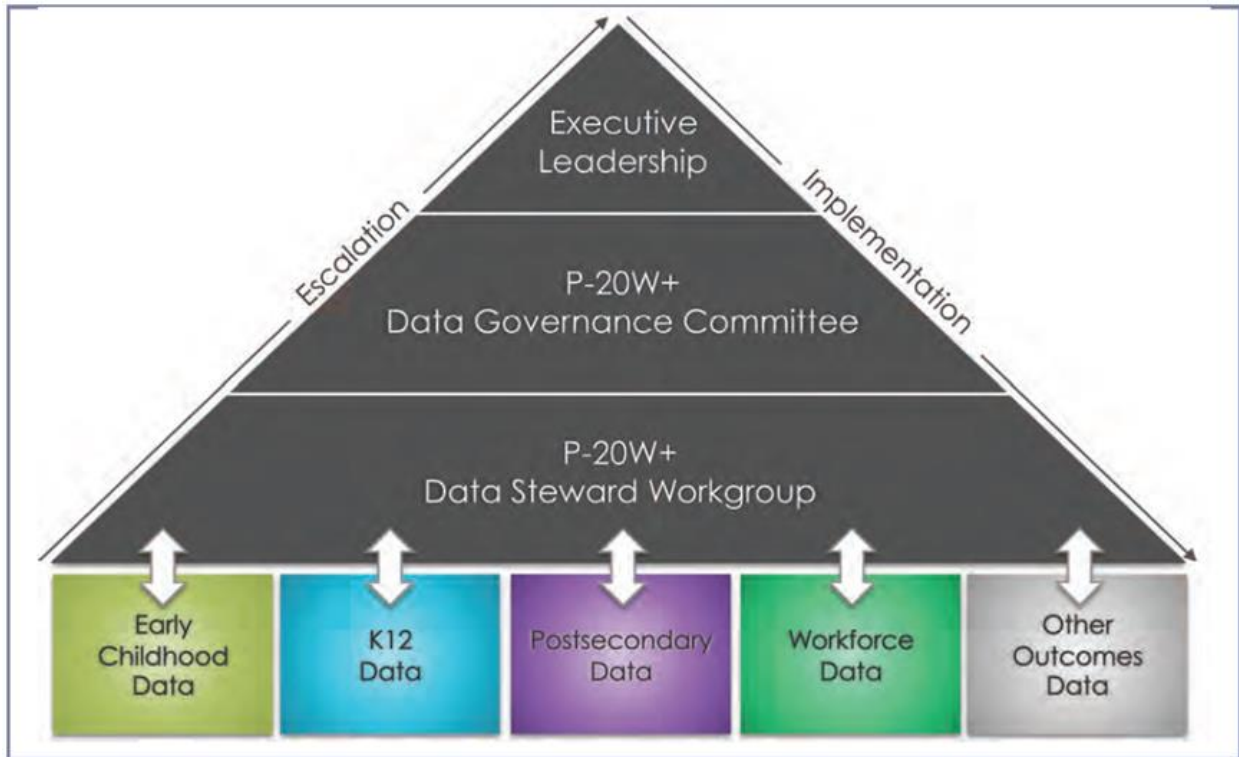 Executive
Leadership
Escalation
Implementation
P-20W+
Data Governance Committee
P-20W+
Data Steward Workgroup
Early
Childhood
Data
K12
Data
Postsecondary
Data
Workforce
Data
Other
Outcomes
Data